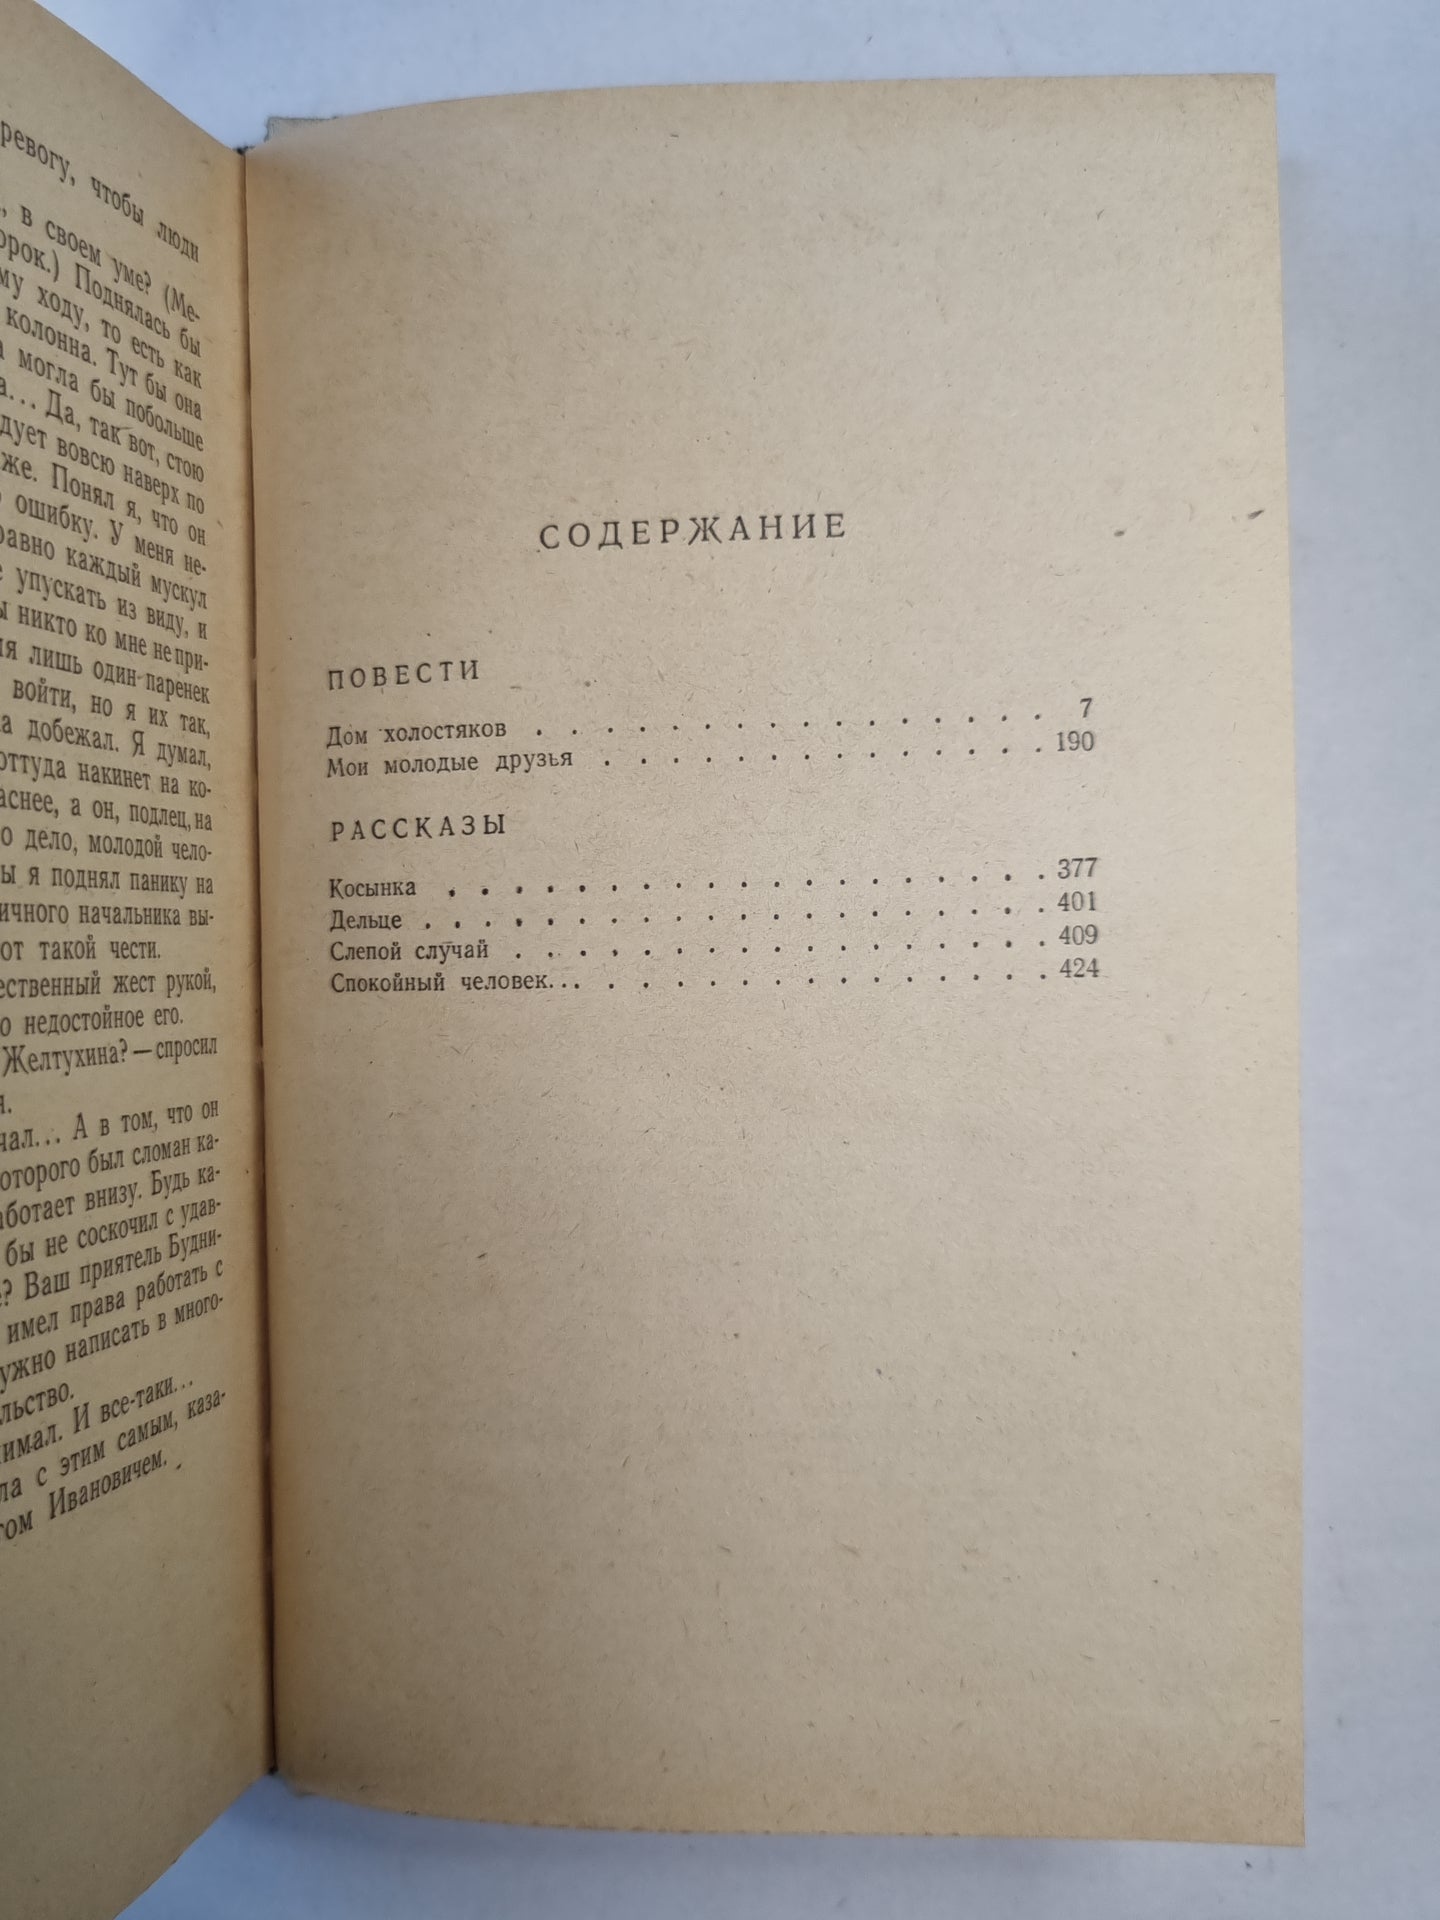 ревогу, чтобы люди
в своем уме? (Ме-
Поднялась бы
му ходу, то есть как
колонна. Тут бы она
могла бы побольше
Да, так вот, стою
дует вовсю наверх по
же. Понял я, что он
ошибку. У меня не-
равно каждый мускул
упускать из виду, и
никто ко мне не при-
лишь один паренек
войти, но я их так,
добежал. Я думал,
оттуда накинет на ко-
аснее, а он, подлец, на
о дело, молодой чело-
ы я поднял панику на
ичного начальника вы-
от такой чести.
ественный жест рукой,
о недостойное его.
Желтухина? — спросил
я.
чал... А в том, что он
оторого был сломан ка-
аботает внизу. Будь ка-
бы не соскочил с удав-
Ваш приятель Будни-
имел права работать с
ужно написать в много-
льство.
нимал. И все-таки...
ла с этим самым, каза-
том Ивановичем.
СОДЕРЖАНИЕ
ПОВЕСТИ
Дом холостяков . . . . . . . . . . . . . . . . 7
Мои молодые друзья . . . . . . . . . . . . . . 190
РАССКАЗЫ
Косынка . . . . . . . . . . . . . . . . . . . 377
Дельце . . . . . . . . . . . . . . . . . . . . 401
Слепой случай . . . . . . . . . . . . . . . . . 409
Спокойный человек. . . . . . . . . . . . . . . . . 424